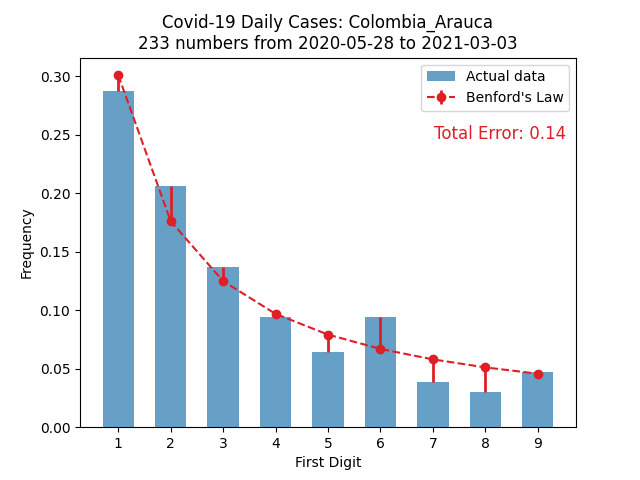 Covid-19 Daily Cases: Colombia_Arauca
233 numbers from 2020-05-28 to 2021-03-03
Actual data
Benford's Law
Total Error: 0.14
Frequency
0.30
0.25
0.20
0.15
0.10
0.05
0.00
1 2 3 4 5 6 7 8 9
First Digit